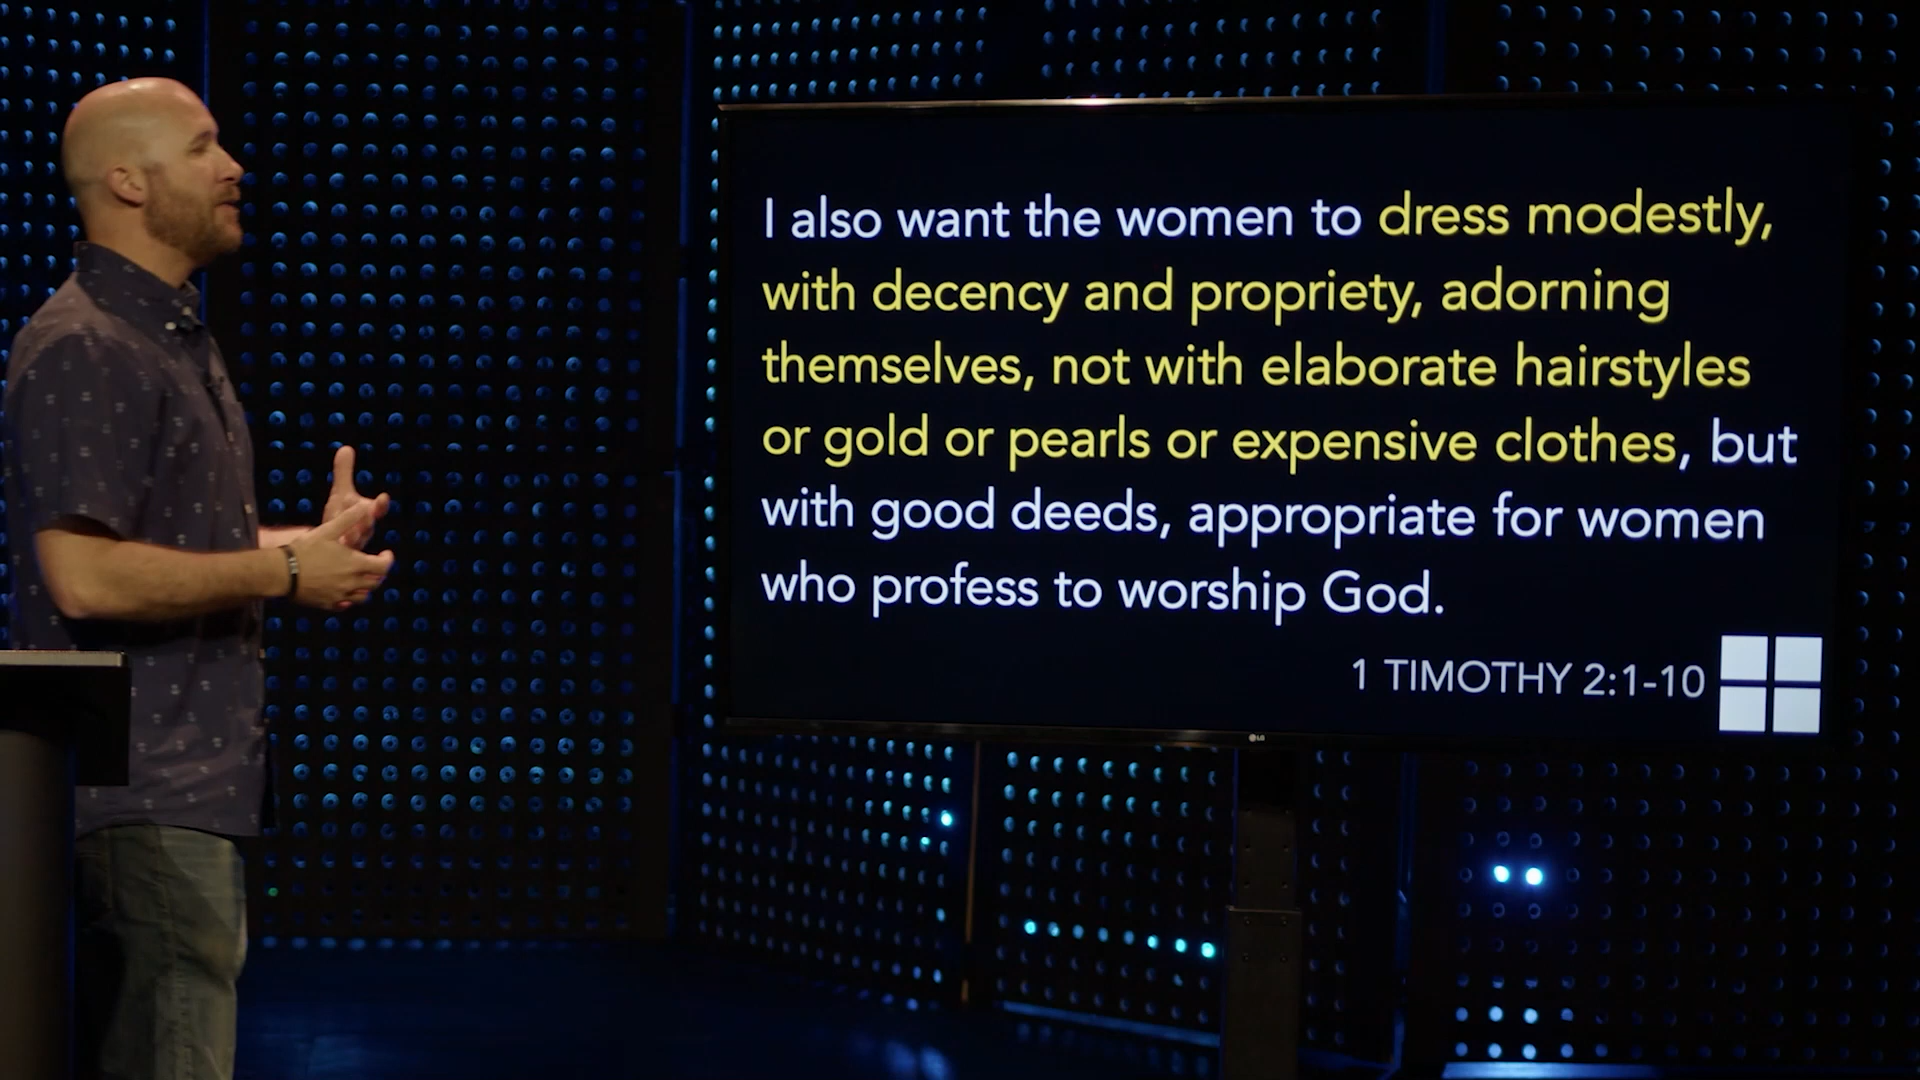 I also want the women to dress modestly,
with decency and propriety, adorning
themselves, not with elaborate hairstyles
or gold or pearls or expensive clothes, but
with good deeds, appropriate for women
who profess to worship God.
1 TIMOTHY 2:1-10
LG